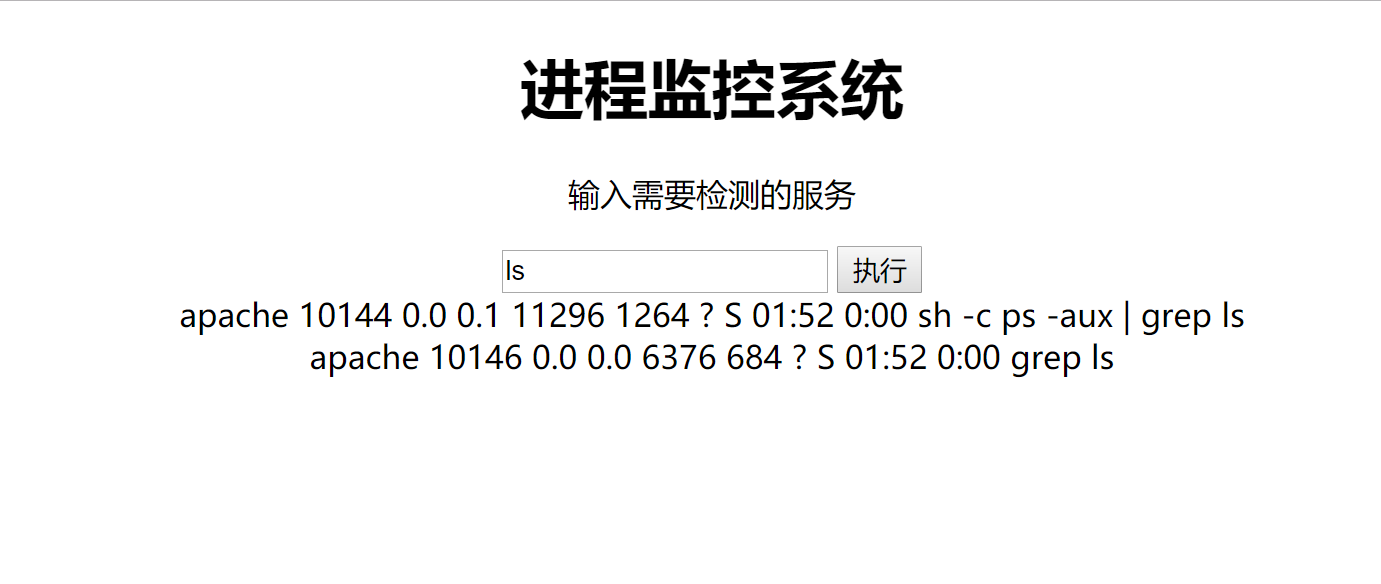 进程监控系统
输入需要检测的服务
ls 执行
apache 10144 0.0 0.1 11296 1264 ? S 01:52 0:00 sh -c ps -aux | grep ls
apache 10146 0.0 0.0 6376 684 ? S 01:52 0:00 grep ls